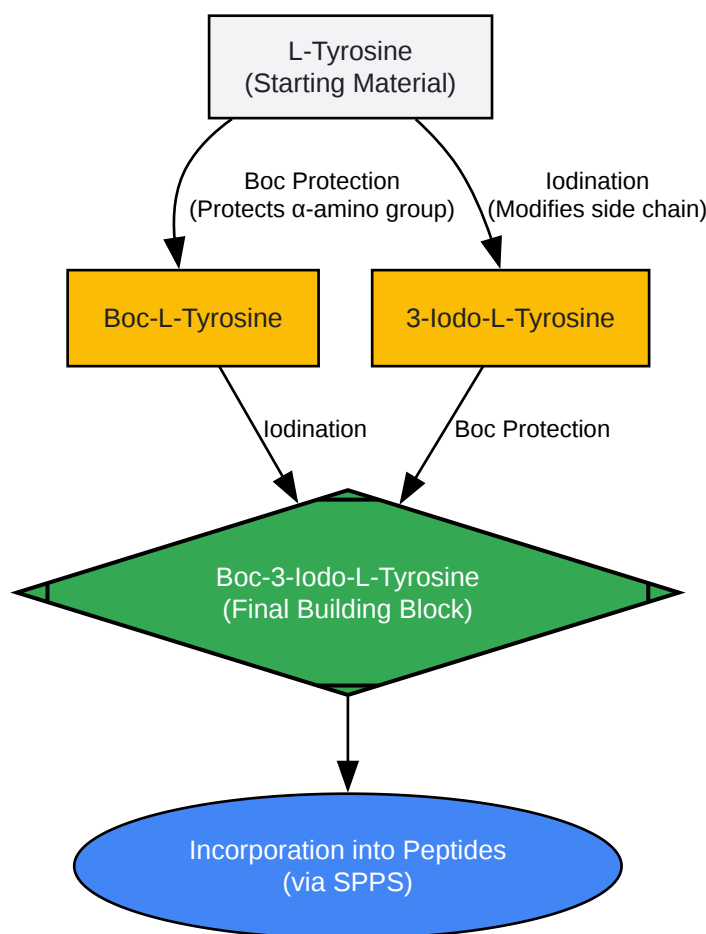 L-Tyrosine
(Starting Material)
Boc Protection
(Protects α-amino group)
Iodination
(Modifies side chain)
Boc-L-Tyrosine
3-Iodo-L-Tyrosine
Iodination
Boc Protection
Boc-3-Iodo-L-Tyrosine
(Final Building Block)
Incorporation into Peptides
(via SPPS)